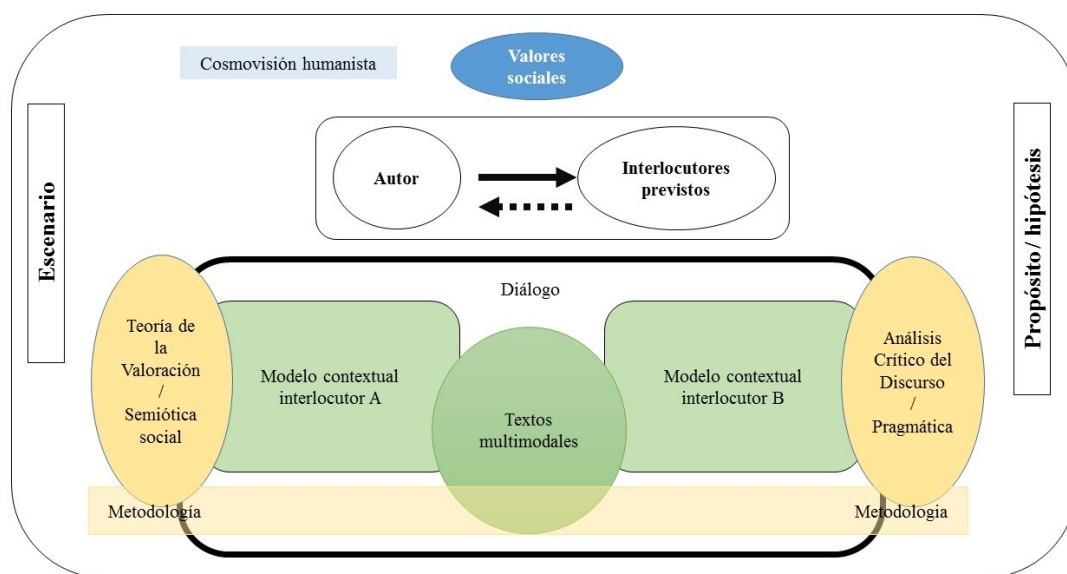 Cosmovisión humanista
Valores
sociales
Escenario
Propósito / hipótesis
Autor
Interlocutores
previstos
Diálogo
Teoría de
la
Valoración
/
Semiótica
social
Modelo contextual
interlocutor A
Textos
multimodales
Modelo contextual
interlocutor B
Análisis
Crítico del
Discurso
/
Pragmática
Metodología
Metodologia